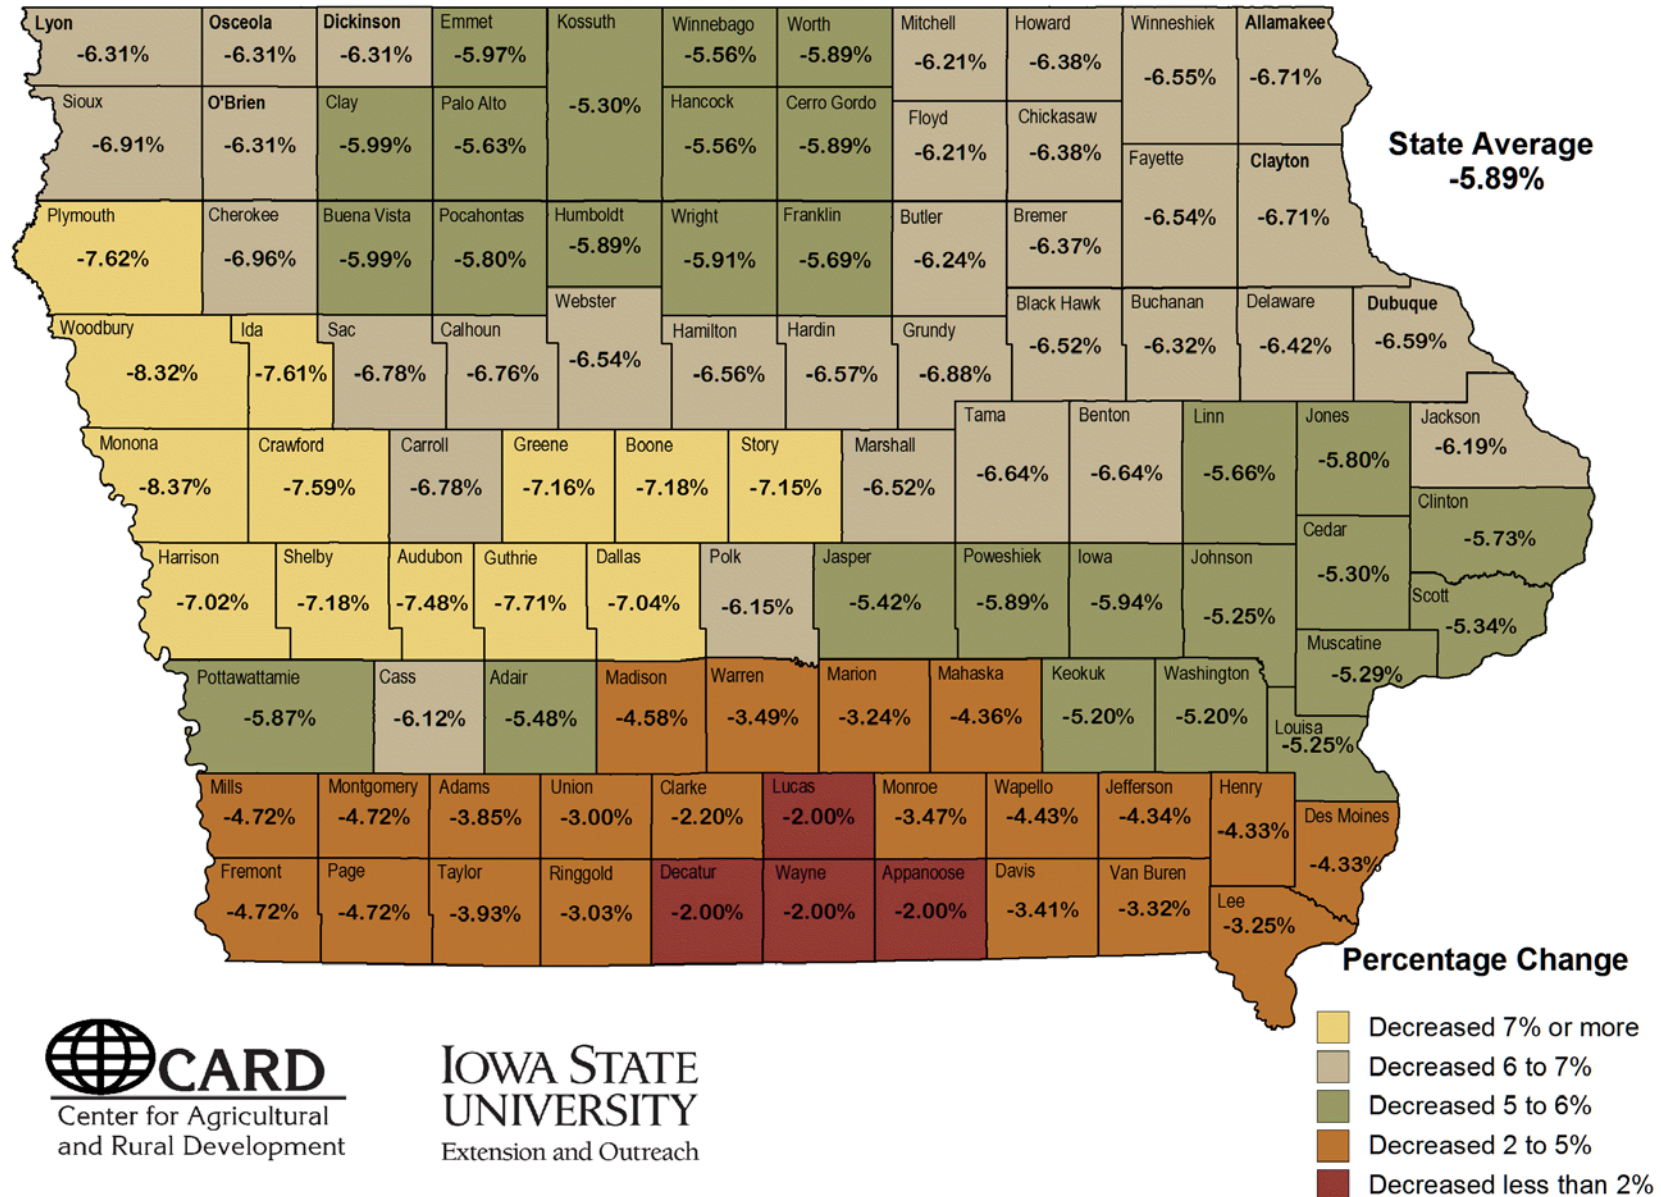 Lyon
-6.31%
Osceola
-6.31%
Dickinson
-6.31%
Emmet
-5.97%
Kossuth
-5.30%
Winnebago
-5.56%
Worth
-5.89%
Mitchell
-6.21%
Howard
-6.38%
Winneshiek
-6.55%
Allamakee
-6.71%
Sioux
-6.91%
O'Brien
-6.31%
Clay
-5.99%
Palo Alto
-5.63%
Hancock
-5.56%
Cerro Gordo
-5.89%
Floyd
-6.21%
Chickasaw
-6.38%
Fayette
-6.54%
Clayton
-6.71%
State Average
-5.89%
Plymouth
-7.62%
Cherokee
-6.96%
Buena Vista
-5.99%
Pocahontas
-5.80%
Humboldt
-5.89%
Wright
-5.91%
Franklin
-5.69%
Butler
-6.24%
Bremer
-6.37%
Woodbury
-8.32%
Ida
-7.61%
Sac
-6.78%
Calhoun
-6.76%
Webster
-6.54%
Hamilton
-6.56%
Hardin
-6.57%
Grundy
-6.88%
Black Hawk
-6.52%
Buchanan
-6.32%
Delaware
-6.42%
Dubuque
-6.59%
Monona
-8.37%
Crawford
-7.59%
Carroll
-6.78%
Greene
-7.16%
Boone
-7.18%
Story
-7.15%
Marshall
-6.52%
Tama
-6.64%
Benton
-6.64%
Linn
-5.66%
Jones
-5.80%
Jackson
-6.19%
Clinton
-5.73%
Harrison
-7.02%
Shelby
-7.18%
Audubon
-7.48%
Guthrie
-7.71%
Dallas
-7.04%
Polk
-6.15%
Jasper
-5.42%
Poweshiek
-5.89%
Iowa
-5.94%
Johnson
-5.25%
Cedar
-5.30%
Scott
-5.34%
Muscatine
-5.29%
Pottawattamie
-5.87%
Cass
-6.12%
Adair
-5.48%
Madison
-4.58%
Warren
-3.49%
Marion
-3.24%
Mahaska
-4.36%
Keokuk
-5.20%
Washington
-5.20%
Louisa
-5.25%
Mills
-4.72%
Montgomery
-4.72%
Adams
-3.85%
Union
-3.00%
Clarke
-2.20%
Lucas
-2.00%
Monroe
-3.47%
Wapello
-4.43%
Jefferson
-4.34%
Henry
-4.33%
Des Moines
-4.33%
Fremont
-4.72%
Page
-4.72%
Taylor
-3.93%
Ringgold
-3.03%
Decatur
-2.00%
Wayne
-2.00%
Appanoose
-2.00%
Davis
-3.41%
Van Buren
-3.32%
Lee
-3.25%
Percentage Change
Decreased 7% or more
Decreased 6 to 7%
Decreased 5 to 6%
Decreased 2 to 5%
Decreased less than 2%
CARD
Center for Agricultural
and Rural Development
IOWA STATE
UNIVERSITY
Extension and Outreach